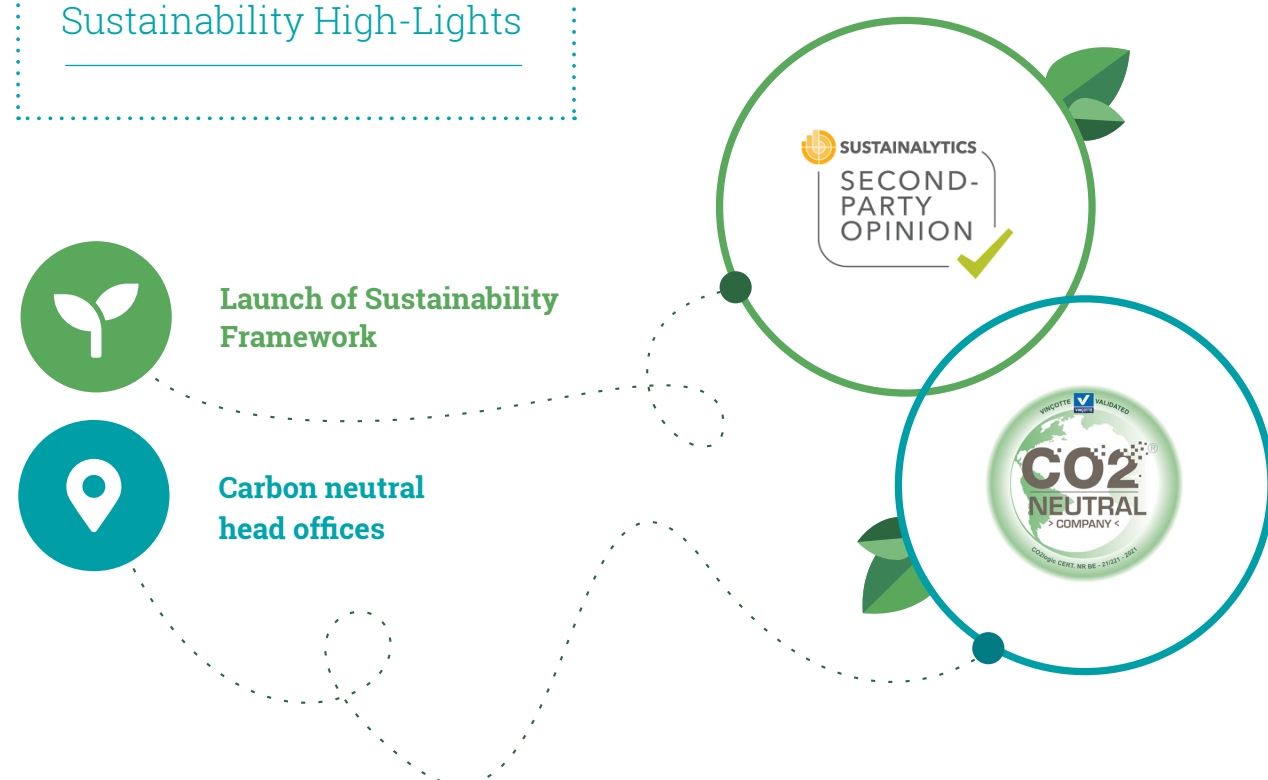 Sustainability High-Lights
SUSTAINALYTICS
SECOND-
PARTY
OPINION
Launch of Sustainability
Framework
VINÇOTTE VALIDATED
VINÇOTTE
CO2®
NEUTRAL
> COMPANY <
CO2logic CERT. NR BE - 21/221 - 2021
Carbon neutral
head offices